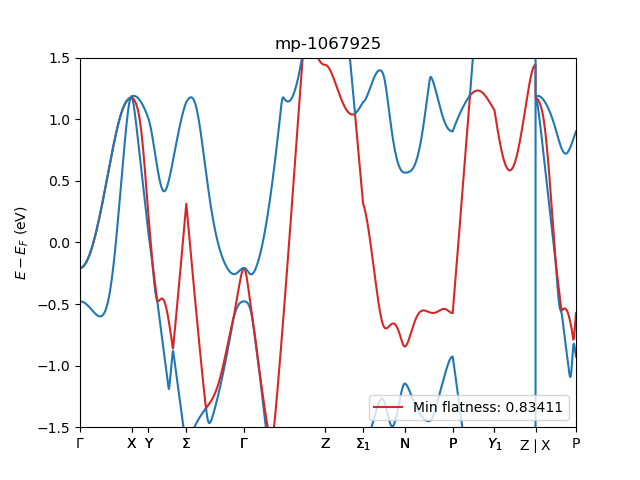 mp-1067925
E − E_F (eV)
1.5
1.0
0.5
0.0
−0.5
−1.0
−1.5
Min flatness: 0.83411
Γ X Y Σ Γ Z Σ₁ N P Y₁ Z | X P